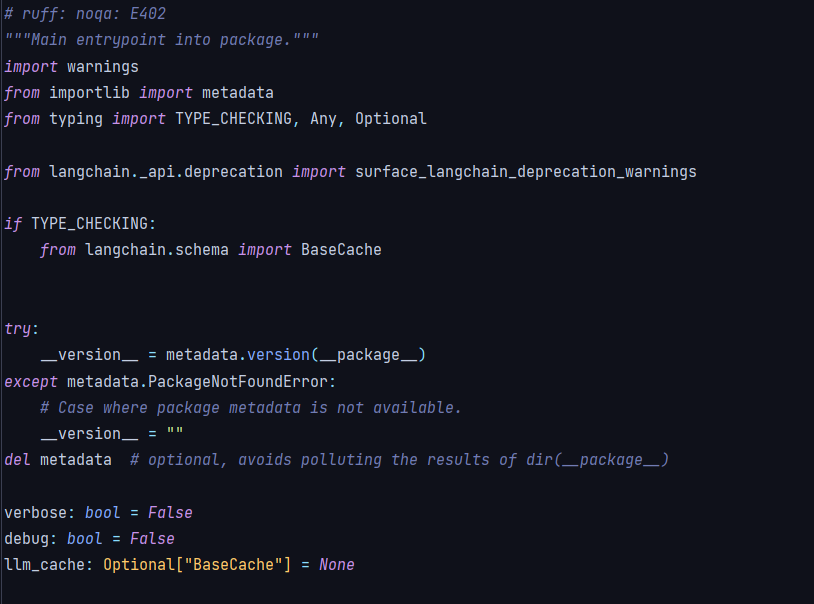 # ruff: noqa: E402
"""Main entrypoint into package."""
import warnings
from importlib import metadata
from typing import TYPE_CHECKING, Any, Optional
from langchain._api.deprecation import surface_langchain_deprecation_warnings
if TYPE_CHECKING:
    from langchain.schema import BaseCache
try:
    __version__ = metadata.version(__package__)
except metadata.PackageNotFoundError:
    # Case where package metadata is not available.
    __version__ = ""
del metadata  # optional, avoids polluting the results of dir(__package__)
verbose: bool = False
debug: bool = False
llm_cache: Optional["BaseCache"] = None